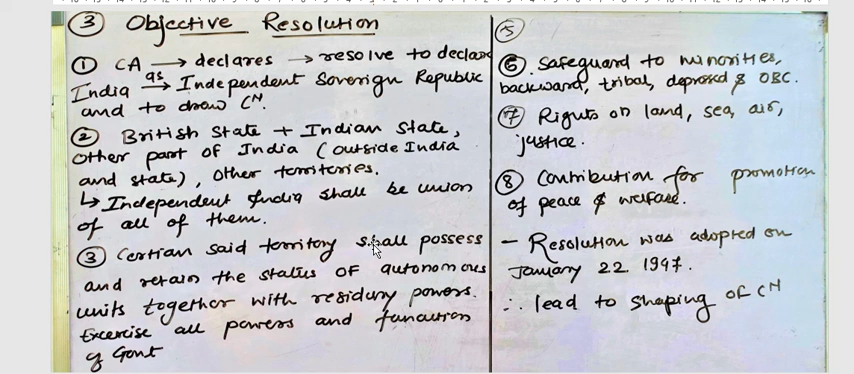 ③ Objective Resolution
① CA → declares → resolve to declare
India as → Independent Soverign Republic
and to draw CN.
② British State + Indian State,
Other part of India (outside India
and state), Other territories.
↳ Independent India shall be union
of all of them.
③ Certian said territory shall possess
and retain the status of autonomous
units together with residury powers.
Excercise all powers and function
of Govt
⑤
⑥ Safeguard to minorities,
backward, tribal, depressed & OBC.
⑦ Rights on land, sea, air,
justice.
⑧ Contribution for promotion
of peace & welfare.
- Resolution was adopted on
January 22 1947.
∴ lead to shaping of CN